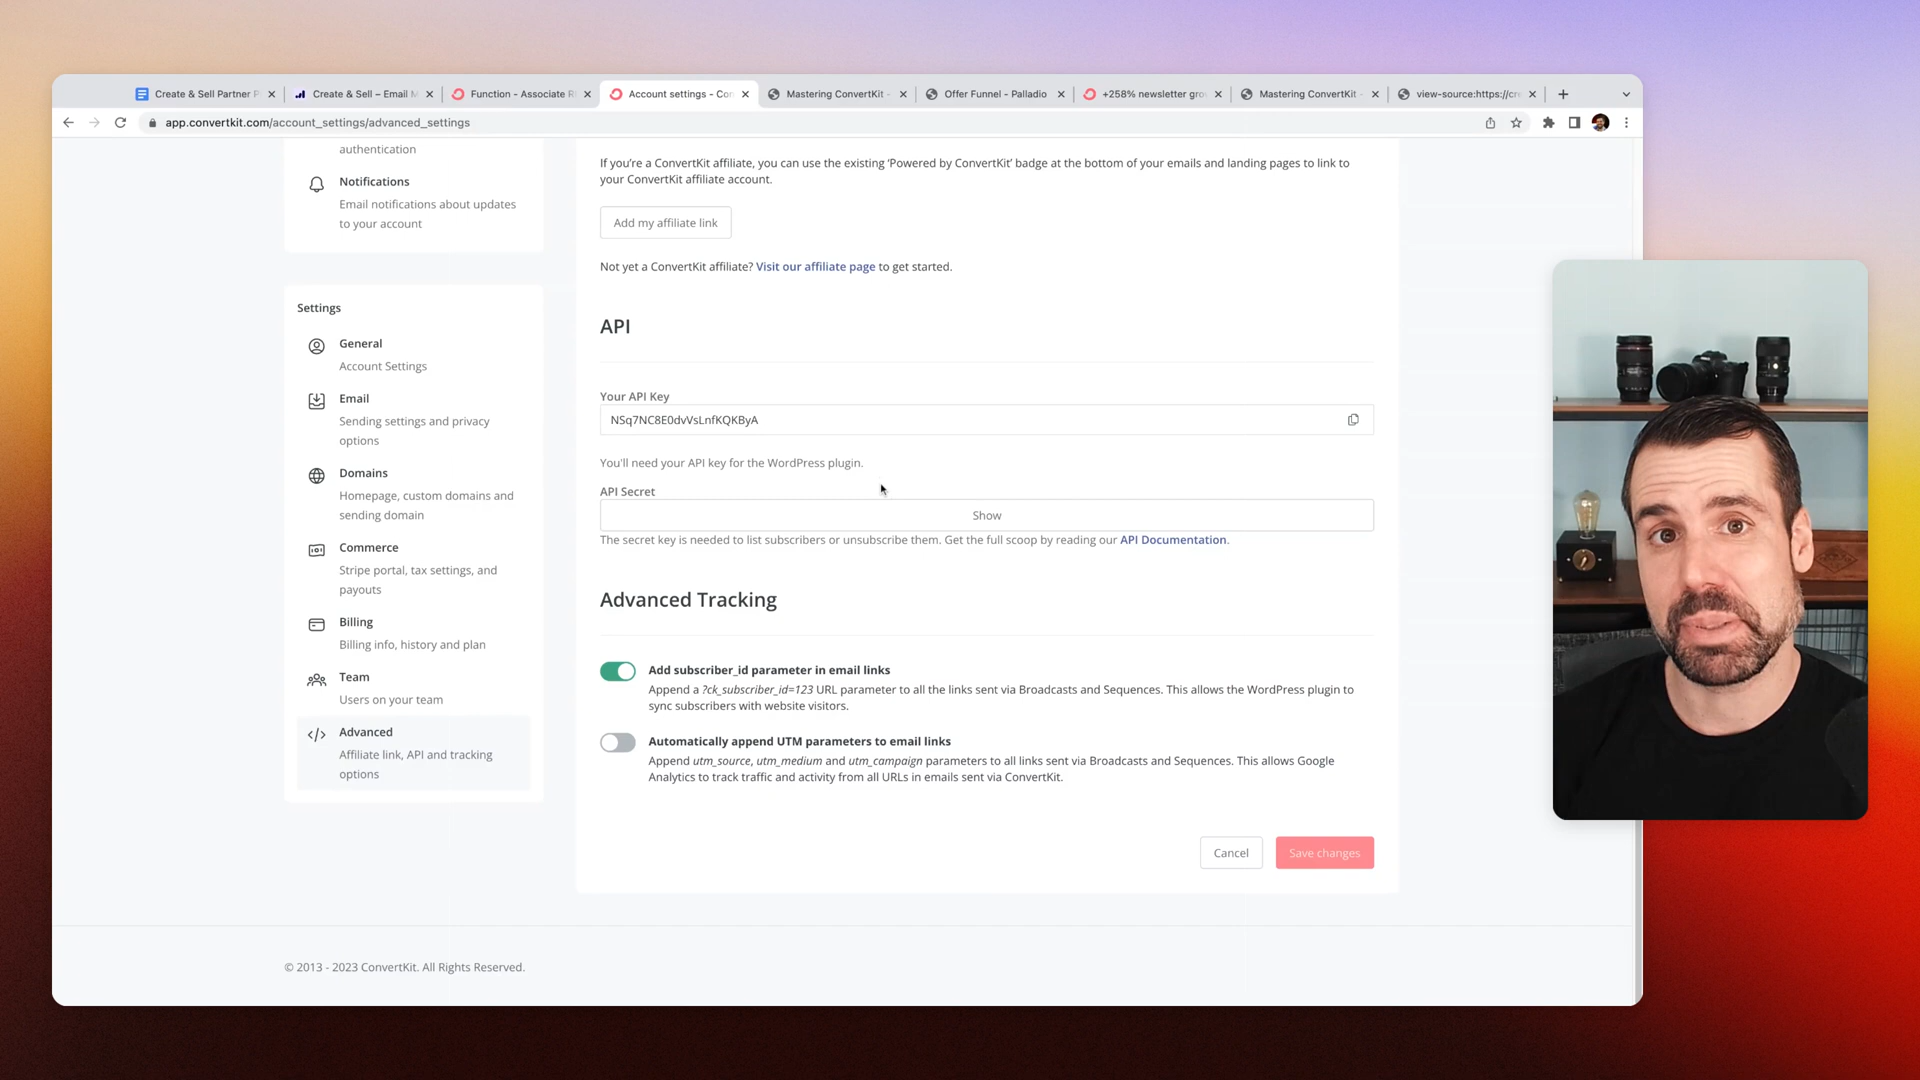 Create & Sell Partner P
Create & Sell – Email M
Function - Associate R
Account settings - Con
Mastering ConvertKit -
Offer Funnel - Palladio
+258% newsletter gro
Mastering ConvertKit -
view-source:https://cre
app.convertkit.com/account_settings/advanced_settings
authentication
Notifications
Email notifications about updates
to your account
Settings
General
Account Settings
Email
Sending settings and privacy
options
Domains
Homepage, custom domains and
sending domain
Commerce
Stripe portal, tax settings, and
payouts
Billing
Billing info, history and plan
Team
Users on your team
Advanced
Affiliate link, API and tracking
options
If you're a ConvertKit affiliate, you can use the existing 'Powered by ConvertKit' badge at the bottom of your emails and landing pages to link to
your ConvertKit affiliate account.
Add my affiliate link
Not yet a ConvertKit affiliate? Visit our affiliate page to get started.
API
Your API Key
NSq7NC8E0dvVsLnfKQKByA
You'll need your API key for the WordPress plugin.
API Secret
Show
The secret key is needed to list subscribers or unsubscribe them. Get the full scoop by reading our API Documentation.
Advanced Tracking
Add subscriber_id parameter in email links
Append a ?ck_subscriber_id=123 URL parameter to all the links sent via Broadcasts and Sequences. This allows the WordPress plugin to
sync subscribers with website visitors.
Automatically append UTM parameters to email links
Append utm_source, utm_medium and utm_campaign parameters to all links sent via Broadcasts and Sequences. This allows Google
Analytics to track traffic and activity from all URLs in emails sent via ConvertKit.
Cancel
Save changes
© 2013 - 2023 ConvertKit. All Rights Reserved.